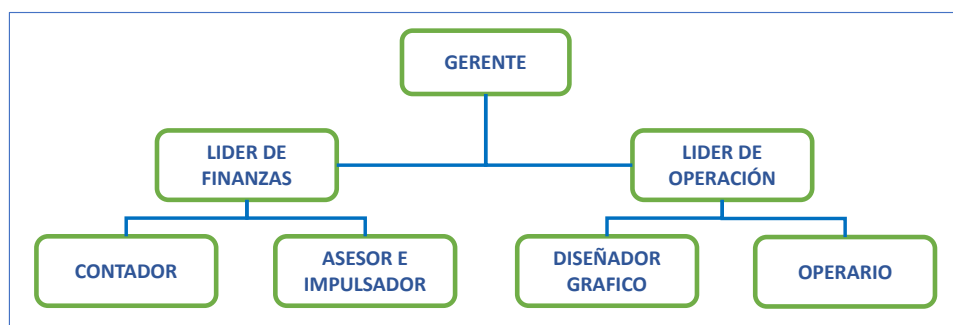 GERENTE
LIDER DE
FINANZAS
LIDER DE
OPERACIÓN
CONTADOR
ASESOR E
IMPULSADOR
DISEÑADOR
GRAFICO
OPERARIO